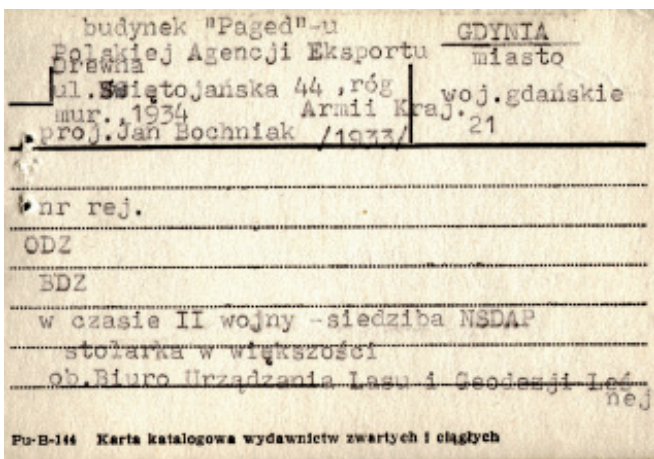 budynek "Paged"-u
Polskiej Agencji Eksportu
Drewna
ul.Świętojańska 44 ,róg
mur.,1934 Armii Kraj.
proj.Jan Bochniak /1933/ 21
GDYNIA
miasto
woj.gdańskie
nr rej.
ODZ
BDZ
w czasie II wojny -siedziba NSDAP
stolarka w większości
ob.Biuro Urządzania Lasu i Geodezji Leś
nej
Pu-B-144 Karta katalogowa wydawnictw zwartych i ciągłych